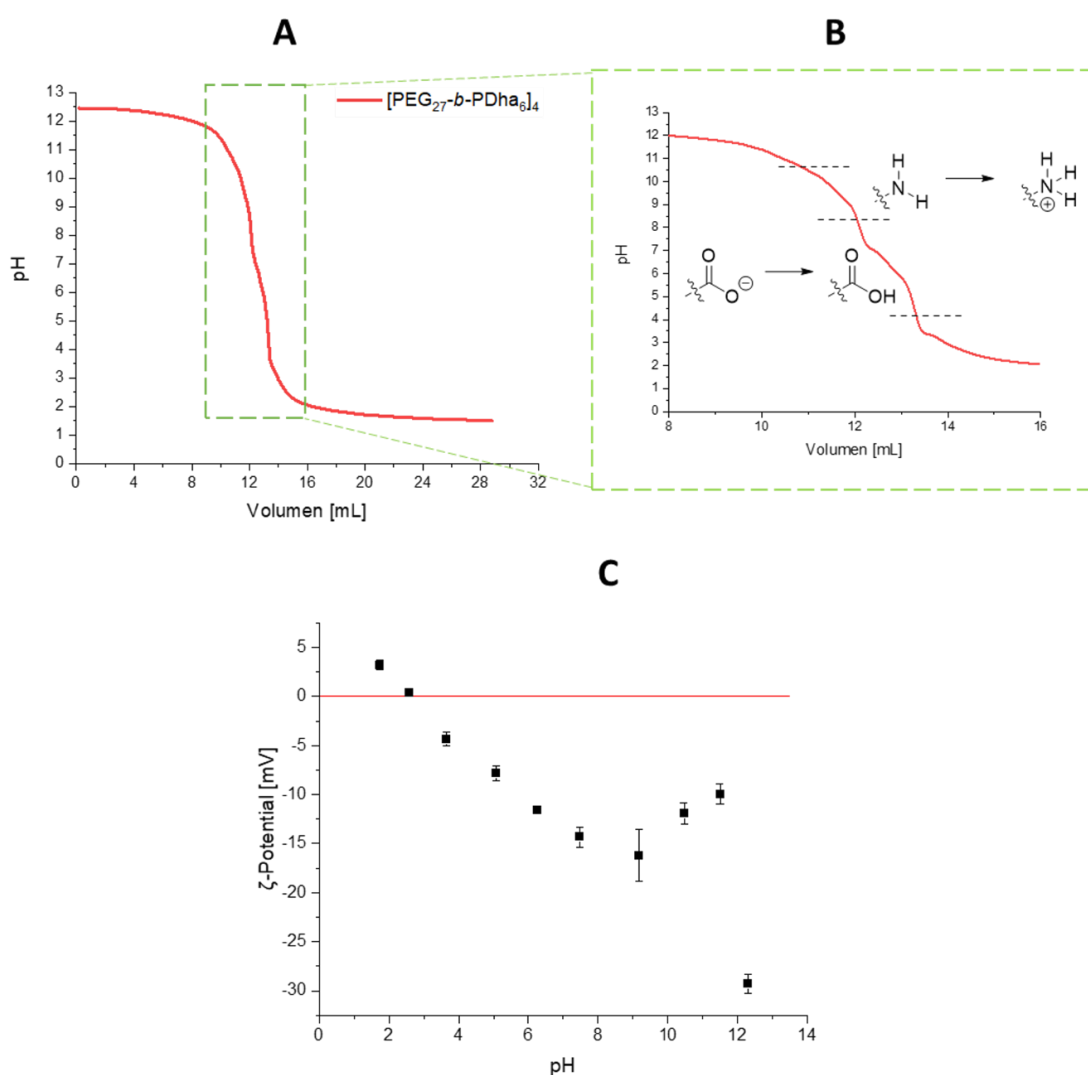 A
B
[PEG27-b-PDha6]4
13
12
11
10
9
8
7
6
5
4
3
2
1
0
pH
0
4
8
12
16
20
24
28
32
Volumen [mL]
13
12
11
10
9
8
7
6
5
4
3
2
1
0
pH
8
10
12
14
16
Volumen [mL]
H
N
H
H
H
N
H
⊕
O
O
⊖
O
OH
C
5
0
-5
-10
-15
-20
-25
-30
ζ-Potential [mV]
0
2
4
6
8
10
12
14
pH